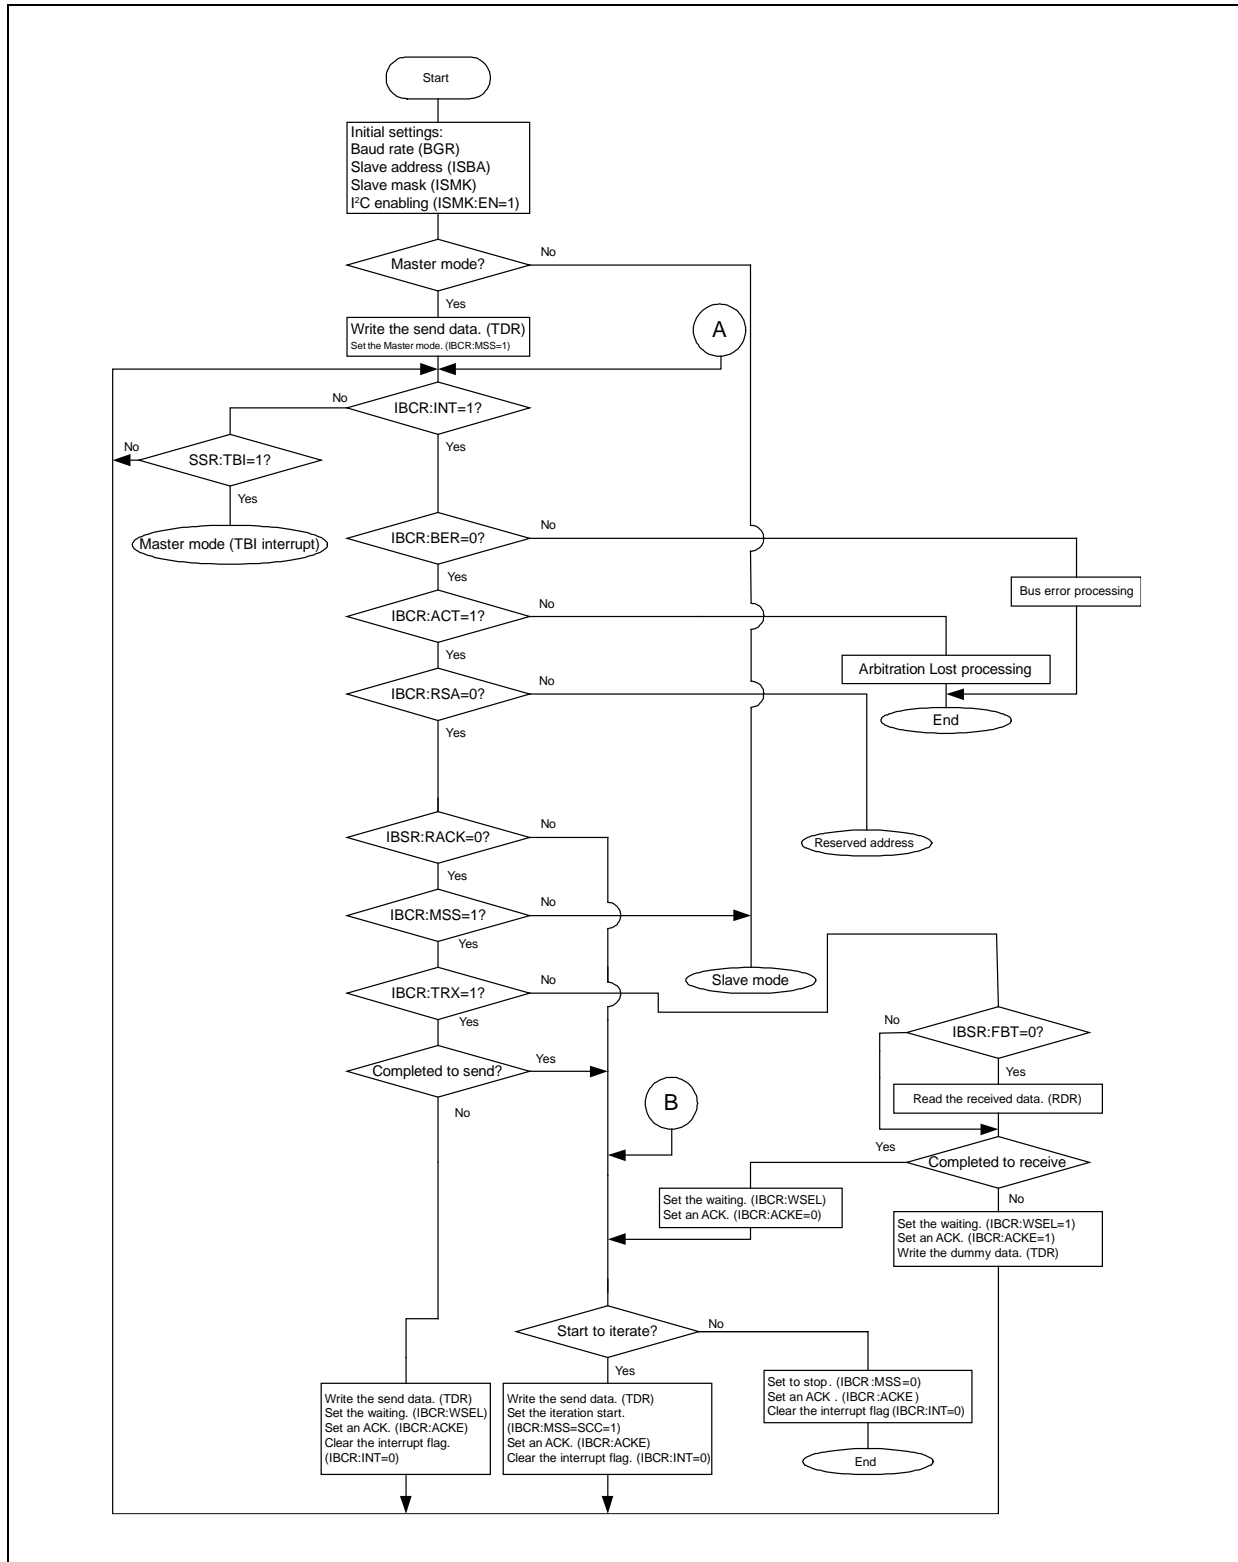 Start
Initial settings:
Baud rate (BGR)
Slave address (ISBA)
Slave mask (ISMK)
I²C enabling (ISMK:EN=1)
No
Master mode?
Yes
A
Write the send data. (TDR)
Set the Master mode. (IBCR:MSS=1)
No
IBCR:INT=1?
Yes
No
SSR:TBI=1?
Yes
Master mode (TBI interrupt)
No
IBCR:BER=0?
Yes
Bus error processing
No
IBCR:ACT=1?
Yes
Arbitration Lost processing
No
IBCR:RSA=0?
End
Yes
No
IBSR:RACK=0?
Reserved address
Yes
No
IBCR:MSS=1?
Yes
Slave mode
No
IBCR:TRX=1?
Yes
No
IBSR:FBT=0?
Yes
Yes
Completed to send?
No
B
Read the received data. (RDR)
Yes
Completed to receive
No
Set the waiting. (IBCR:WSEL)
Set an ACK. (IBCR:ACKE=0)
Set the waiting. (IBCR:WSEL=1)
Set an ACK. (IBCR:ACKE=1)
Write the dummy data. (TDR)
No
Start to iterate?
Yes
Set to stop. (IBCR:MSS=0)
Set an ACK . (IBCR:ACKE)
Clear the interrupt flag (IBCR:INT=0)
Write the send data. (TDR)
Set the waiting. (IBCR:WSEL)
Set an ACK. (IBCR:ACKE)
Clear the interrupt flag.
(IBCR:INT=0)
Write the send data. (TDR)
Set the iteration start.
(IBCR:MSS=SCC=1)
Set an ACK. (IBCR:ACKE)
Clear the interrupt flag. (IBCR:INT=0)
End